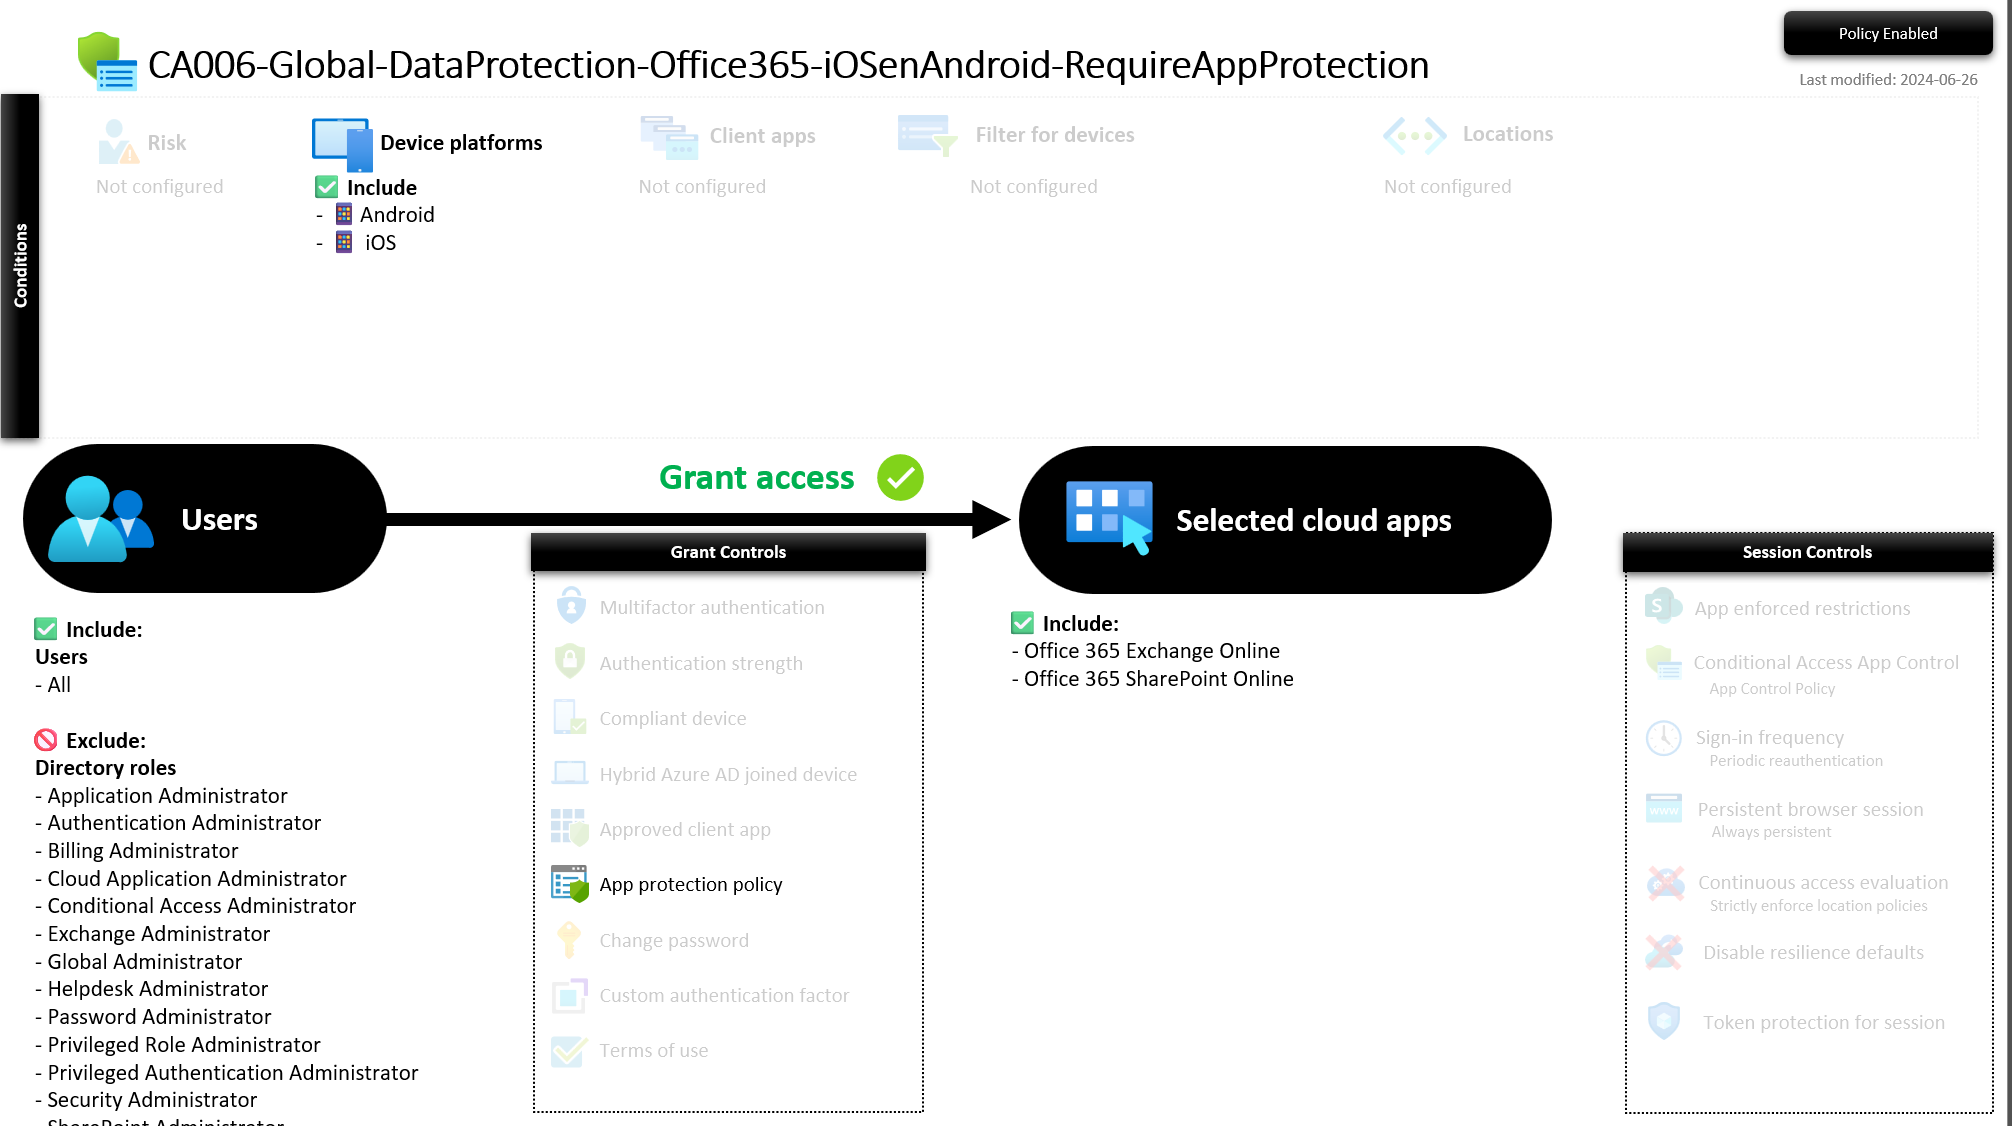 CA006-Global-DataProtection-Office365-iOSenAndroid-RequireAppProtection
Policy Enabled
Last modified: 2024-06-26
Conditions
Risk
Not configured
Device platforms
Include
- Android
- iOS
Client apps
Not configured
Filter for devices
Not configured
Locations
Not configured
Users
Grant access
Selected cloud apps
Include:
Users
- All
Exclude:
Directory roles
- Application Administrator
- Authentication Administrator
- Billing Administrator
- Cloud Application Administrator
- Conditional Access Administrator
- Exchange Administrator
- Global Administrator
- Helpdesk Administrator
- Password Administrator
- Privileged Role Administrator
- Privileged Authentication Administrator
- Security Administrator
- SharePoint Administrator
Grant Controls
Multifactor authentication
Authentication strength
Compliant device
Hybrid Azure AD joined device
Approved client app
App protection policy
Change password
Custom authentication factor
Terms of use
Include:
- Office 365 Exchange Online
- Office 365 SharePoint Online
Session Controls
App enforced restrictions
Conditional Access App Control
App Control Policy
Sign-in frequency
Periodic reauthentication
Persistent browser session
Always persistent
Continuous access evaluation
Strictly enforce location policies
Disable resilience defaults
Token protection for session